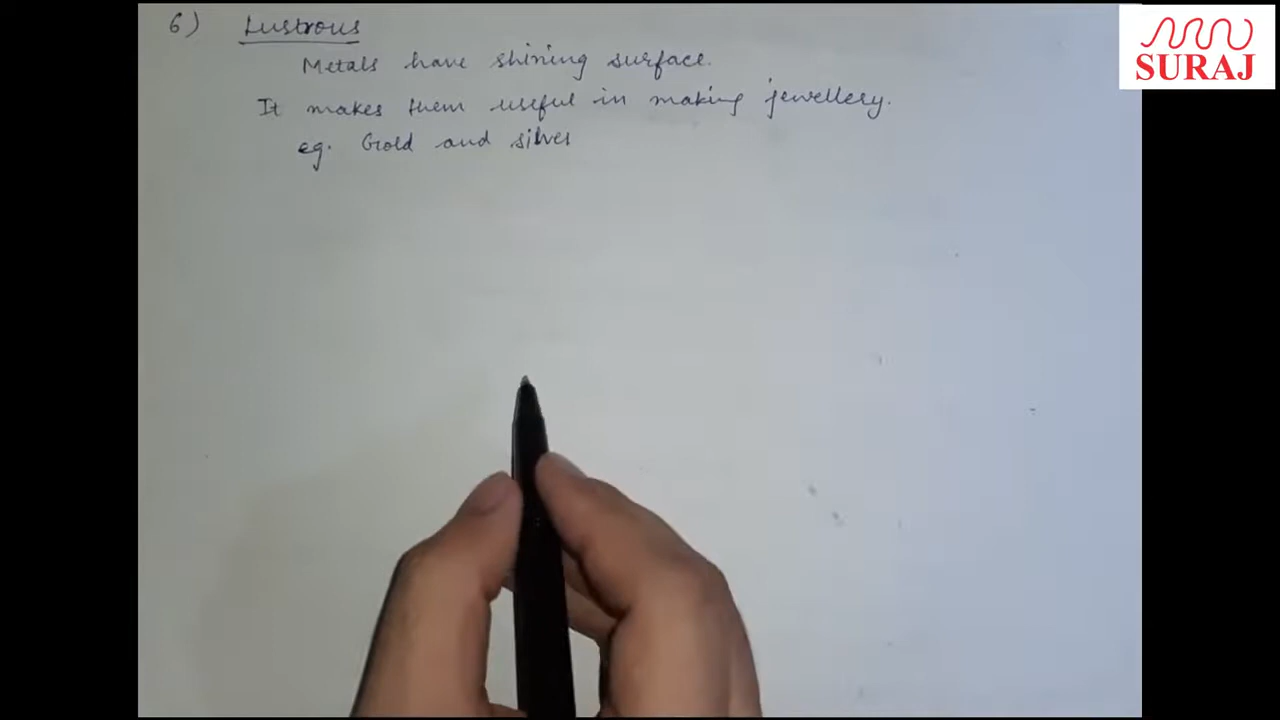 6) Lustrous
Metals have shining surface.
It makes them useful in making jewellery.
eg. Gold and silver
SURAJ